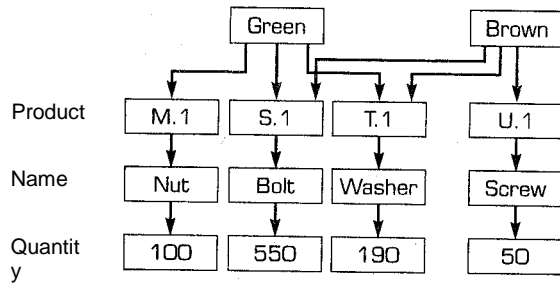 Green Brown
Product M.1 S.1 T.1 U.1
Name Nut Bolt Washer Screw
Quantit
y 100 550 190 50